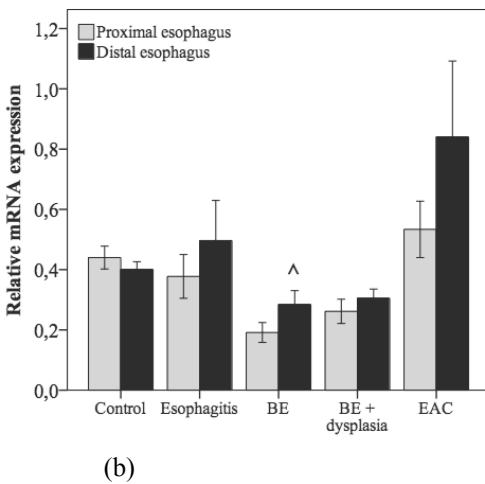 Proximal esophagus
Distal esophagus
Relative mRNA expression
1,2
1,0
0,8
0,6
0,4
0,2
0,0
^
Control Esophagitis BE BE + dysplasia EAC
(b)